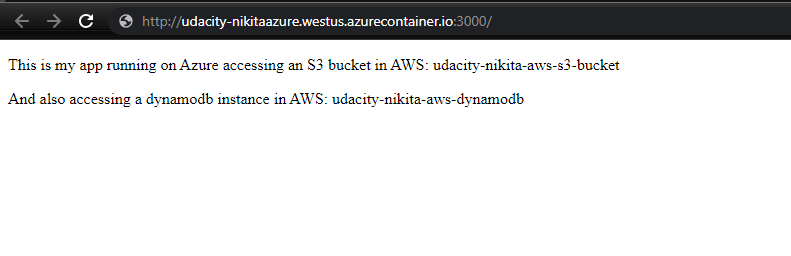 http://udacity-nikitaazure.westus.azurecontainer.io:3000/
This is my app running on Azure accessing an S3 bucket in AWS: udacity-nikita-aws-s3-bucket
And also accessing a dynamodb instance in AWS: udacity-nikita-aws-dynamodb